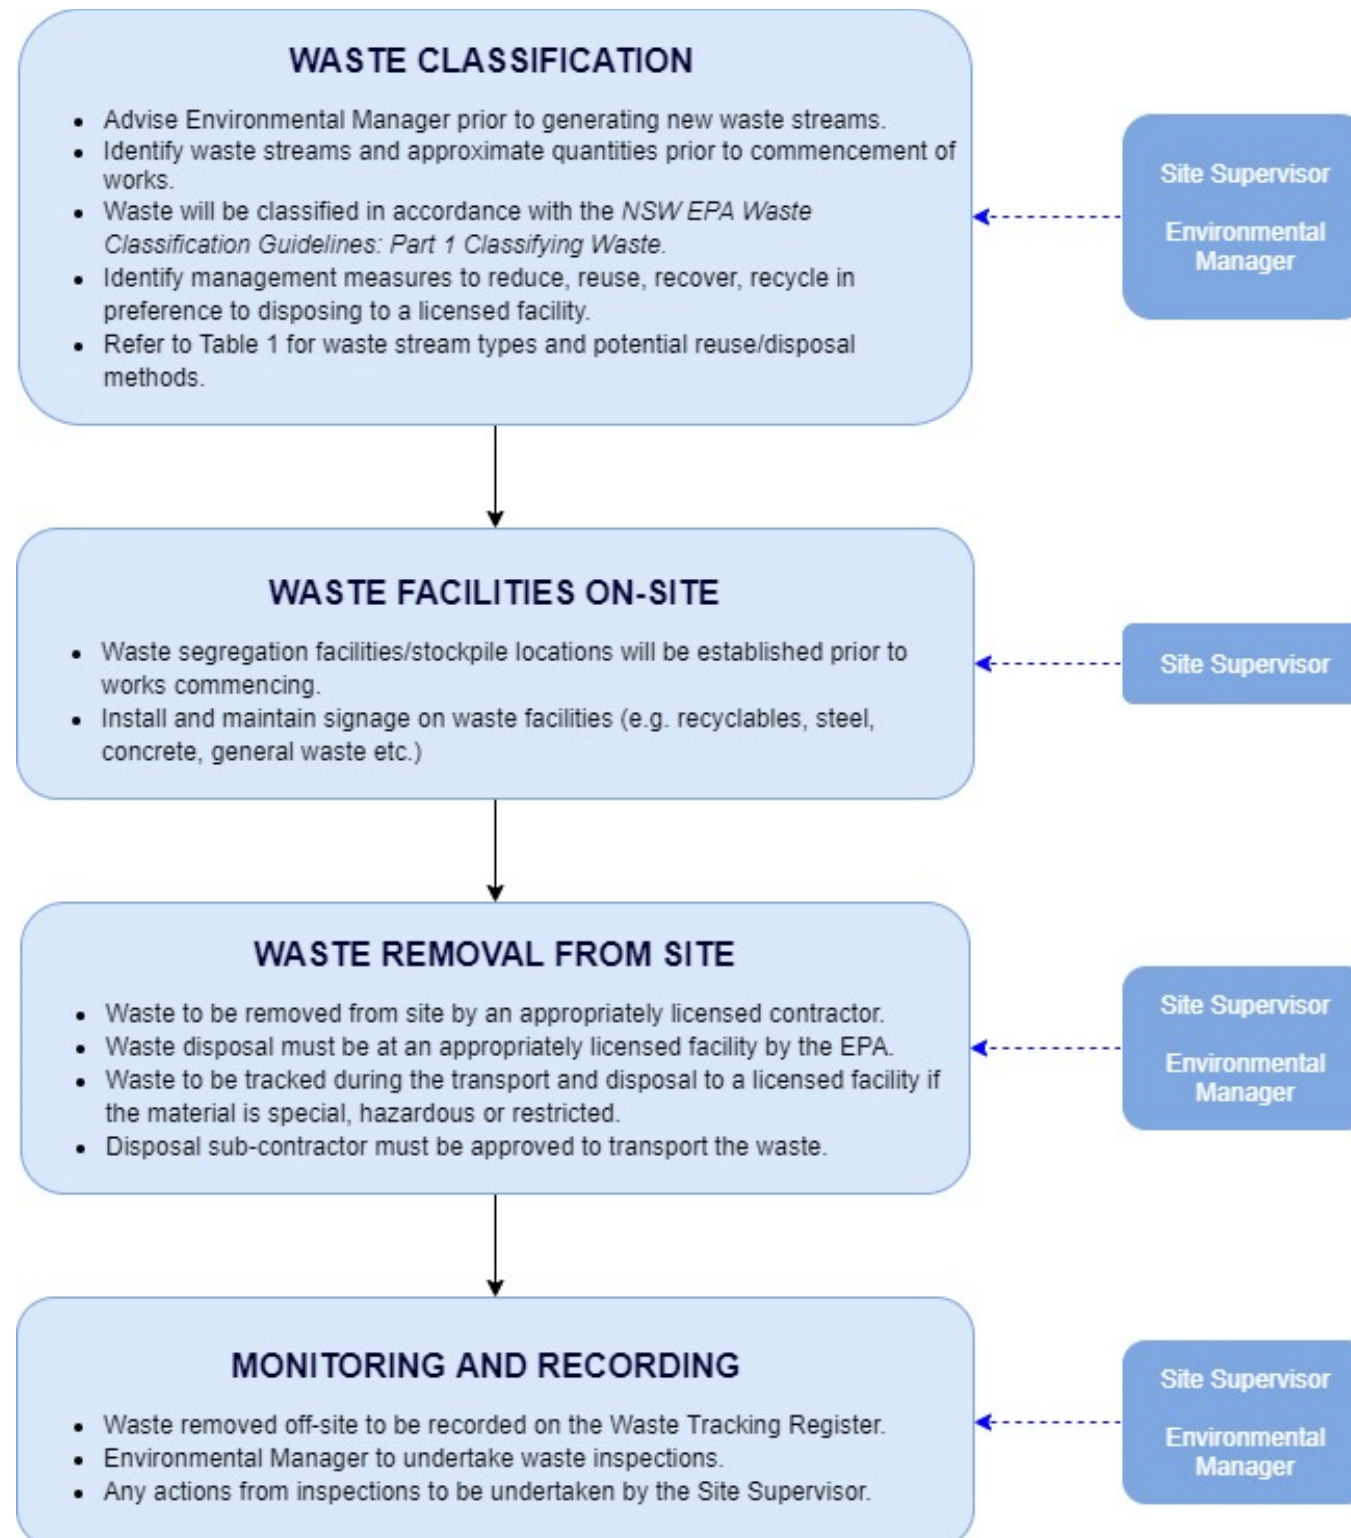 WASTE CLASSIFICATION
• Advise Environmental Manager prior to generating new waste streams.
• Identify waste streams and approximate quantities prior to commencement of
works.
• Waste will be classified in accordance with the NSW EPA Waste
Classification Guidelines: Part 1 Classifying Waste.
• Identify management measures to reduce, reuse, recover, recycle in
preference to disposing to a licensed facility.
• Refer to Table 1 for waste stream types and potential reuse/disposal
methods.
Site Supervisor
Environmental
Manager
WASTE FACILITIES ON-SITE
• Waste segregation facilities/stockpile locations will be established prior to
works commencing.
• Install and maintain signage on waste facilities (e.g. recyclables, steel,
concrete, general waste etc.)
Site Supervisor
WASTE REMOVAL FROM SITE
• Waste to be removed from site by an appropriately licensed contractor.
• Waste disposal must be at an appropriately licensed facility by the EPA.
• Waste to be tracked during the transport and disposal to a licensed facility if
the material is special, hazardous or restricted.
• Disposal sub-contractor must be approved to transport the waste.
Site Supervisor
Environmental
Manager
MONITORING AND RECORDING
• Waste removed off-site to be recorded on the Waste Tracking Register.
• Environmental Manager to undertake waste inspections.
• Any actions from inspections to be undertaken by the Site Supervisor.
Site Supervisor
Environmental
Manager